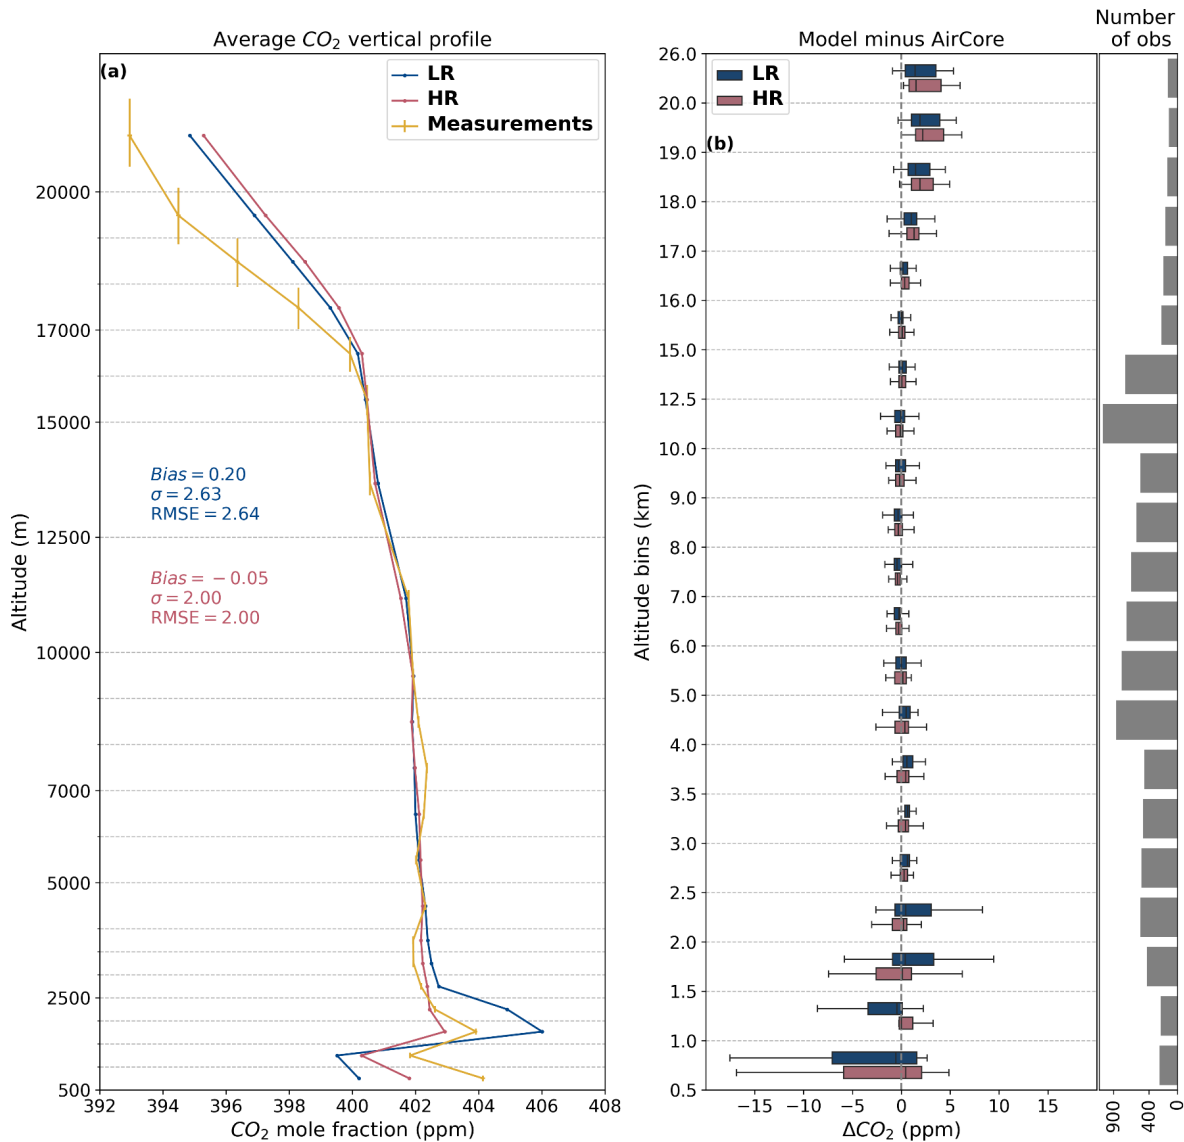 Average CO₂ vertical profile
(a)
LR
HR
Measurements
20000
17000
15000
12500
10000
7000
5000
2500
500
Altitude (m)
Bias = 0.20
σ = 2.63
RMSE = 2.64
Bias = −0.05
σ = 2.00
RMSE = 2.00
392 394 396 398 400 402 404 406 408
CO₂ mole fraction (ppm)
Model minus AirCore
LR
HR
(b)
26.0
20.0
19.0
18.0
17.0
16.0
15.0
12.5
10.0
9.0
8.0
7.0
6.0
5.0
4.0
3.5
3.0
2.5
2.0
1.5
1.0
0.5
Altitude bins (km)
−15 −10 −5 0 5 10 15
ΔCO₂ (ppm)
Number
of obs
900 400 0